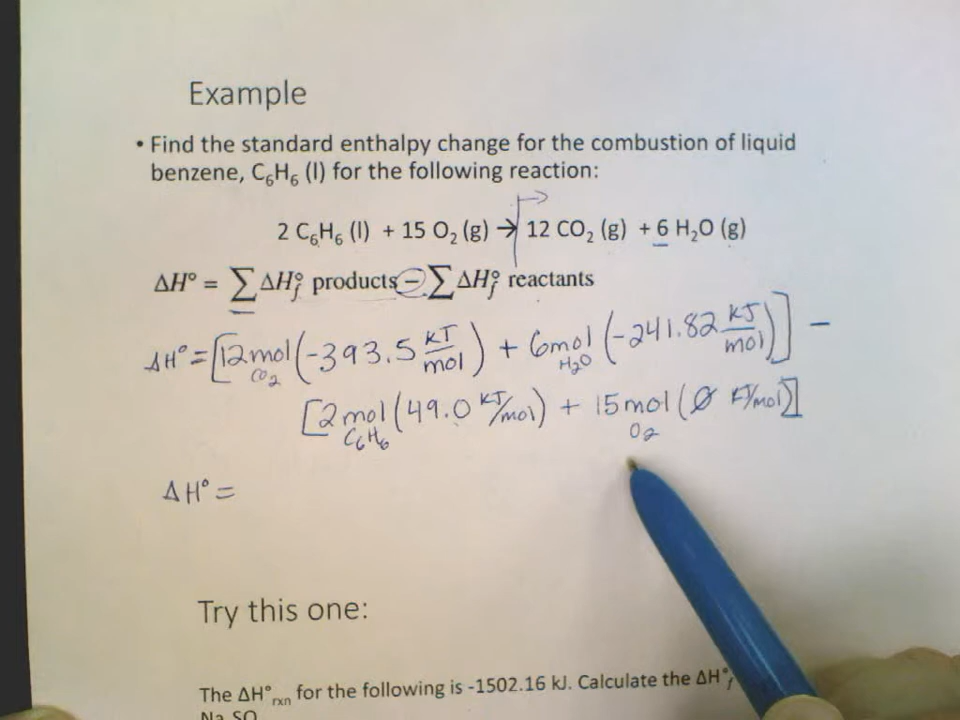 Example
• Find the standard enthalpy change for the combustion of liquid
benzene, C₆H₆ (l) for the following reaction:
2 C₆H₆ (l) + 15 O₂ (g) → 12 CO₂ (g) + 6 H₂O (g)
ΔH° = ∑ ΔH°f products − ∑ ΔH°f reactants
ΔH° = [12 mol CO₂ (-393.5 KJ/mol) + 6 mol H₂O (-241.82 KJ/mol)] −
[2 mol C₆H₆ (49.0 KJ/mol) + 15 mol O₂ (0 KJ/mol)]
ΔH° =
Try this one:
The ΔH°rxn for the following is -1502.16 kJ. Calculate the ΔH°f